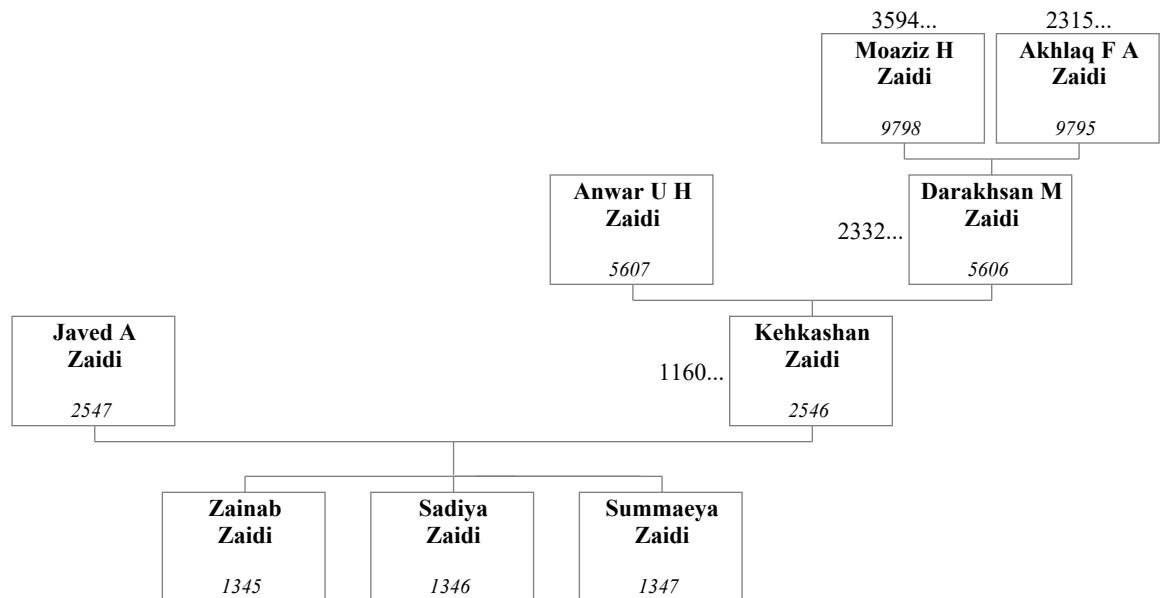 3594...
2315...
Moaziz H
Zaidi
9798
Akhlaq F A
Zaidi
9795
Anwar U H
Zaidi
5607
2332...
Darakhsan M
Zaidi
5606
Javed A
Zaidi
2547
1160...
Kehkashan
Zaidi
2546
Zainab
Zaidi
1345
Sadiya
Zaidi
1346
Summaeya
Zaidi
1347